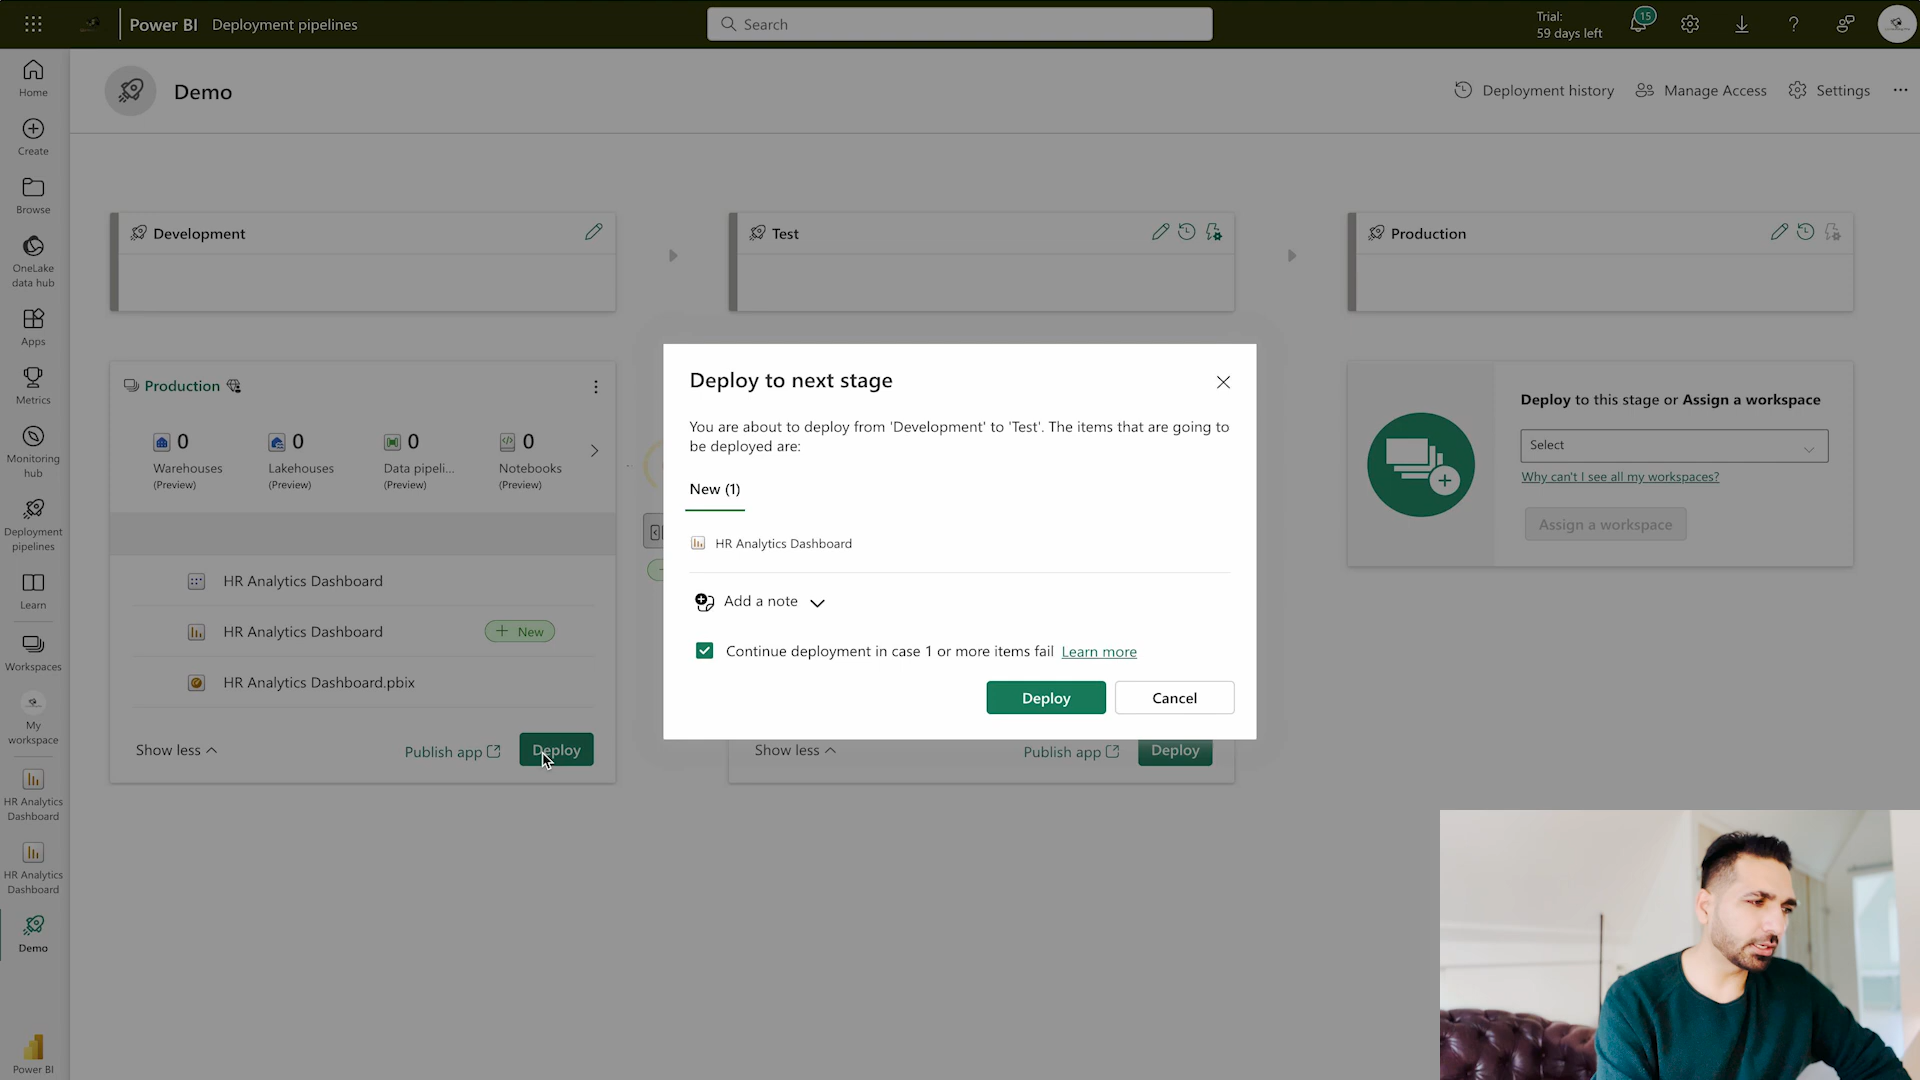 Power BI
Deployment pipelines
Search
Trial:
59 days left
15
Home
Create
Browse
OneLake
data hub
Apps
Metrics
Monitoring
hub
Deployment
pipelines
Learn
Workspaces
My
workspace
HR Analytics
Dashboard
HR Analytics
Dashboard
Demo
Power BI
Demo
Deployment history
Manage Access
Settings
Development
Test
Production
Production
0
Warehouses
(Preview)
0
Lakehouses
(Preview)
0
Data pipeli...
(Preview)
0
Notebooks
(Preview)
HR Analytics Dashboard
HR Analytics Dashboard
New
HR Analytics Dashboard.pbix
Show less
Publish app
Deploy
Deploy to next stage
You are about to deploy from 'Development' to 'Test'. The items that are going to
be deployed are:
New (1)
HR Analytics Dashboard
Add a note
Continue deployment in case 1 or more items fail Learn more
Deploy
Cancel
Show less
Publish app
Deploy
Deploy to this stage or Assign a workspace
Select
Why can't I see all my workspaces?
Assign a workspace